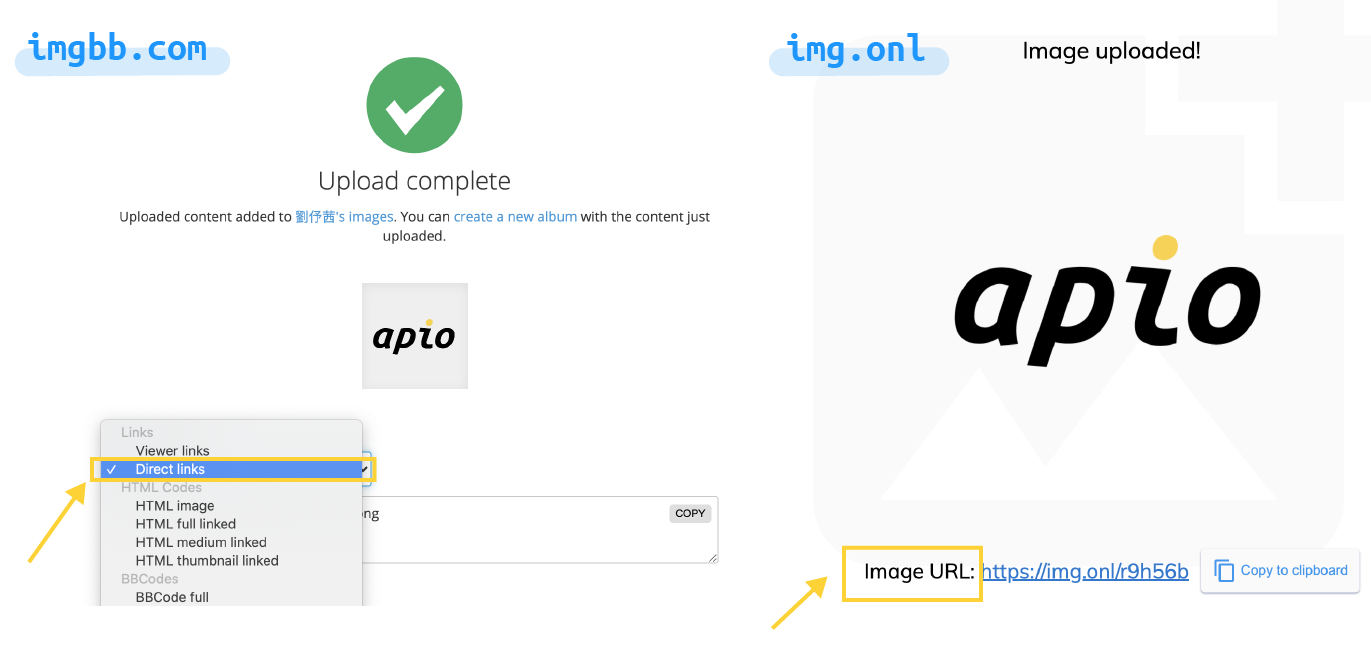 imgbb.com
Upload complete
Uploaded content added to 劉伃茜's images. You can create a new album with the content just
uploaded.
apio
Links
Viewer links
✓ Direct links
HTML Codes
HTML image
HTML full linked
HTML medium linked
HTML thumbnail linked
BBCodes
BBCode full
COPY
img.onl
Image uploaded!
apio
Image URL: https://img.onl/r9h56b
Copy to clipboard